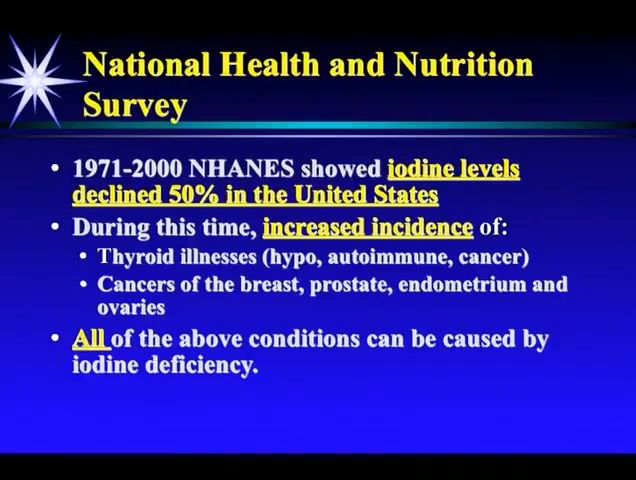 National Health and Nutrition
Survey
• 1971-2000 NHANES showed iodine levels
declined 50% in the United States
• During this time, increased incidence of:
• Thyroid illnesses (hypo, autoimmune, cancer)
• Cancers of the breast, prostate, endometrium and
ovaries
• All of the above conditions can be caused by
iodine deficiency.